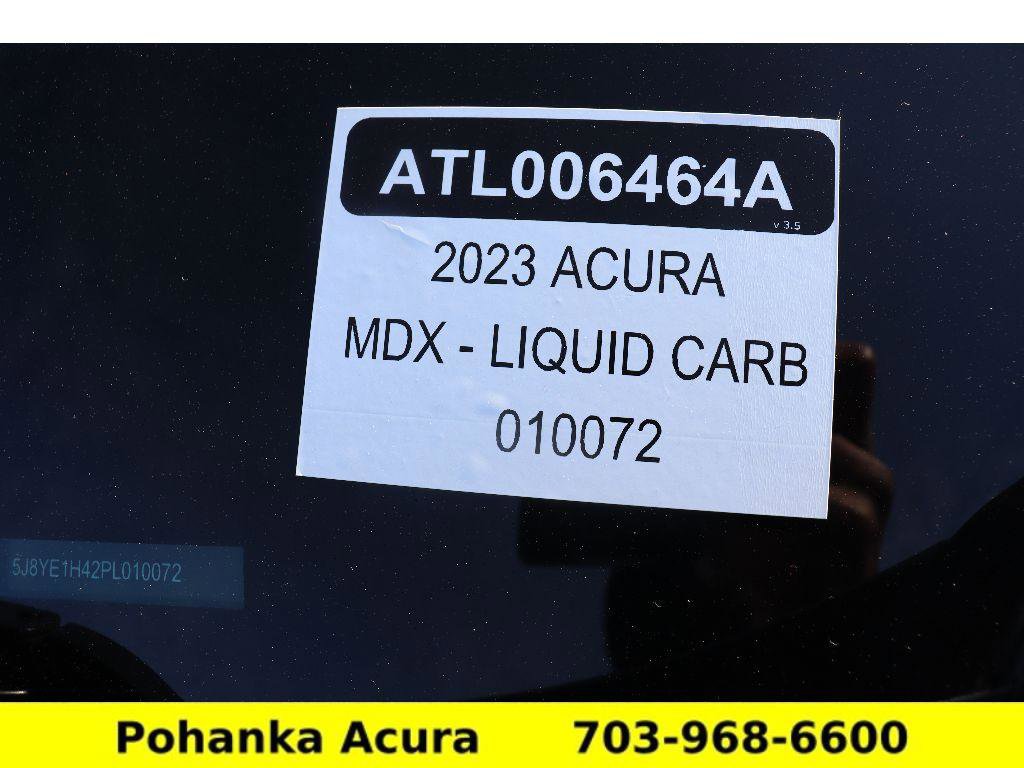 ATL006464A
v 3.5
2023 ACURA
MDX - LIQUID CARB
010072
5J8YE1H42PL010072
Pohanka Acura 703-968-6600